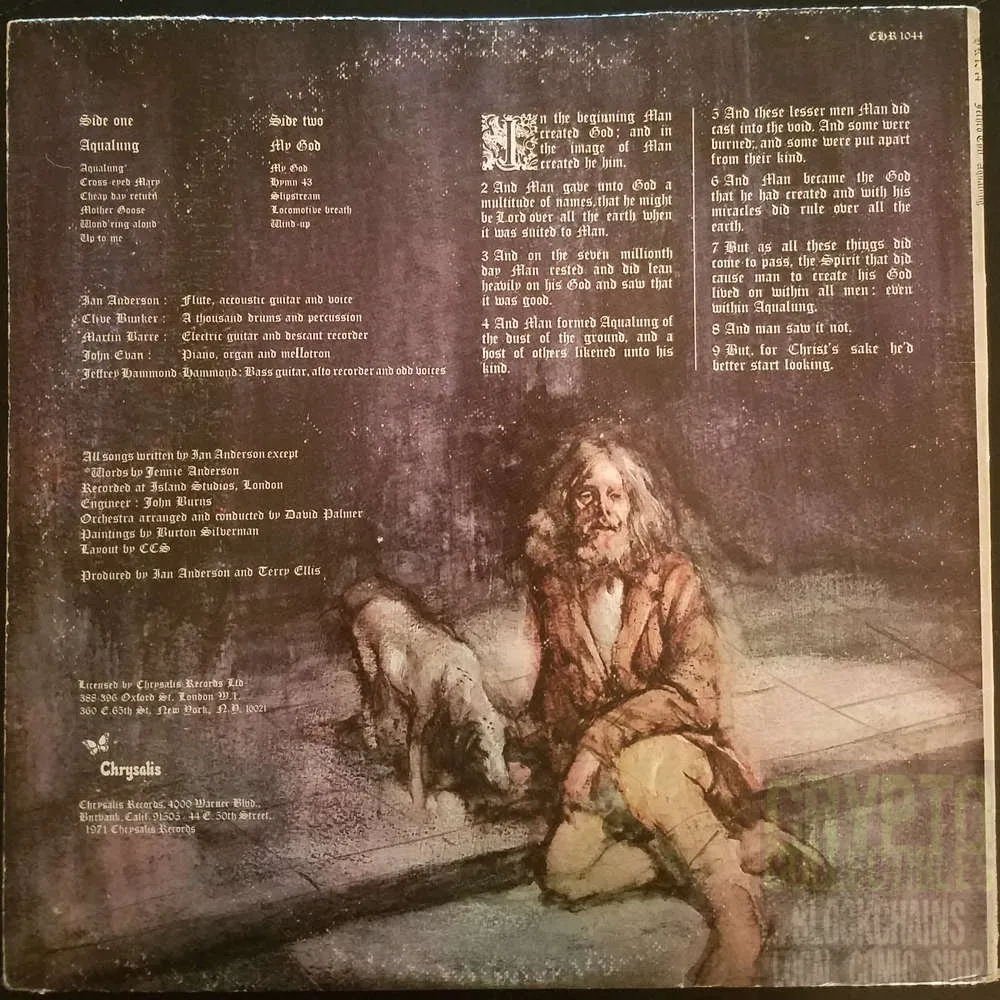 CHR 1044
Side one
Aqualung
Aqualung*
Cross-eyed Mary
Cheap day return
Mother Goose
Wond'ring aloud
Up to me
Side two
My God
My God
Hymn 43
Slipstream
Locomotive breath
Wind-up
Ian Anderson : Flute, accoustic guitar and voice
Clive Bunker : A thousand drums and percussion
Martin Barre : Electric guitar and descant recorder
John Evan : Piano, organ and mellotron
Jeffrey Hammond-Hammond: Bass guitar, alto recorder and odd voices
All songs written by Ian Anderson except
*Words by Jennie Anderson
Recorded at Island Studios, London
Engineer : John Burns
Orchestra arranged and conducted by David Palmer
Paintings by Burton Silverman
Layout by CCS
Produced by Ian Anderson and Terry Ellis
Licensed by Chrysalis Records Ltd
388-396 Oxford St. London W.1.
360 E.65th St. New York, N.Y. 10021
Chrysalis
Chrysalis Records, 4000 Warner Blvd.,
Burbank, Calif. 91505 · 44 E. 50th Street,
1971 Chrysalis Records
In the beginning Man
created God; and in
the image of Man
created he him.
2 And Man gave unto God a
multitude of names, that he might
be Lord over all the earth when
it was suited to Man.
3 And on the seven millionth
day Man rested and did lean
heavily on his God and saw that
it was good.
4 And Man formed Aqualung of
the dust of the ground, and a
host of others likened unto his
kind.
5 And these lesser men Man did
cast into the void. And some were
burned; and some were put apart
from their kind.
6 And Man became the God
that he had created and with his
miracles did rule over all the
earth.
7 But as all these things did
come to pass, the Spirit that did
cause man to create his God
lived on within all men: even
within Aqualung.
8 And man saw it not.
9 But, for Christ's sake he'd
better start looking.
CRYPTO
BLOCKCHAINS
LOCAL COMIC SHOP